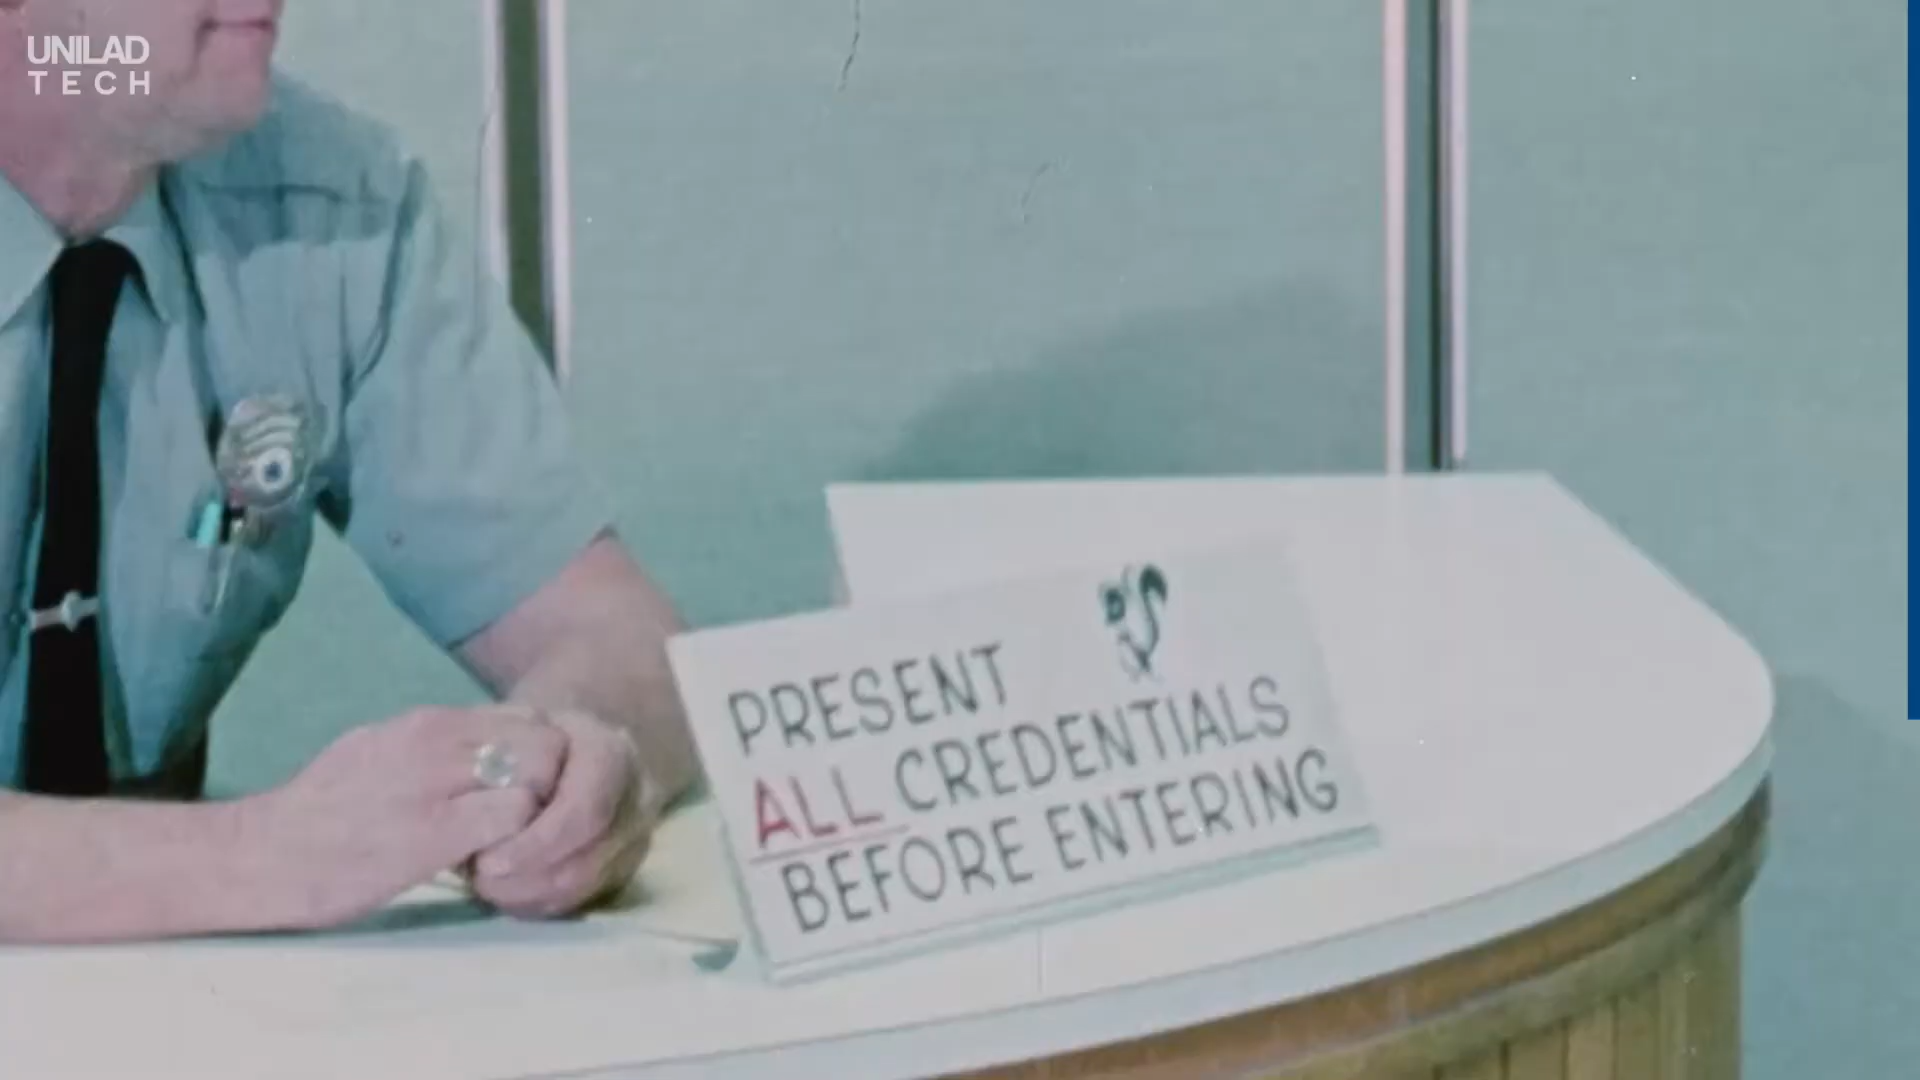 UNILAD
TECH
PRESENT
ALL CREDENTIALS
BEFORE ENTERING